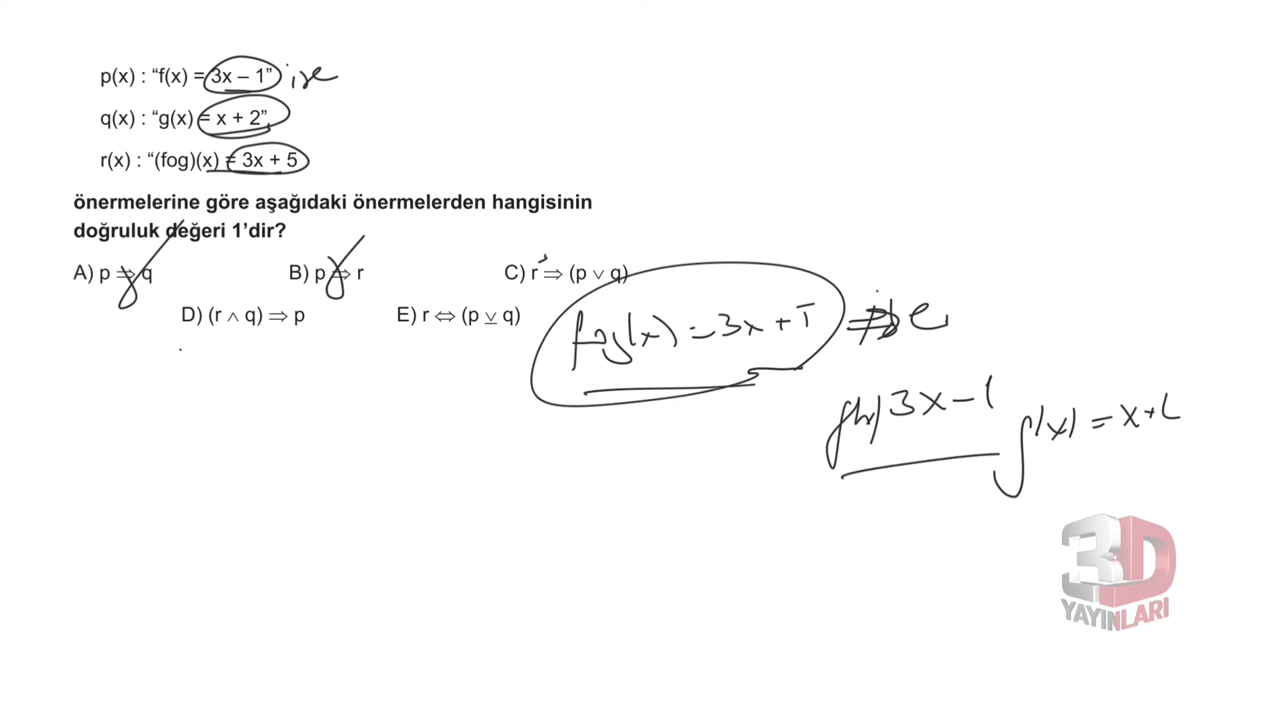 p(x) : “f(x) = 3x – 1” ise
q(x) : “g(x) = x + 2”,
r(x) : “(fog)(x) = 3x + 5
önermelerine göre aşağıdaki önermelerden hangisinin
doğruluk değeri 1’dir?
A) p ⇒ q B) p ⇒ r C) r ⇒ (p ∨ q)
D) (r ∧ q) ⇒ p E) r ⇔ (p ⊻ q)
fog(x) = 3x + 5 ise
3x – 1 g(x) = x + 2
3D
YAYINLARI